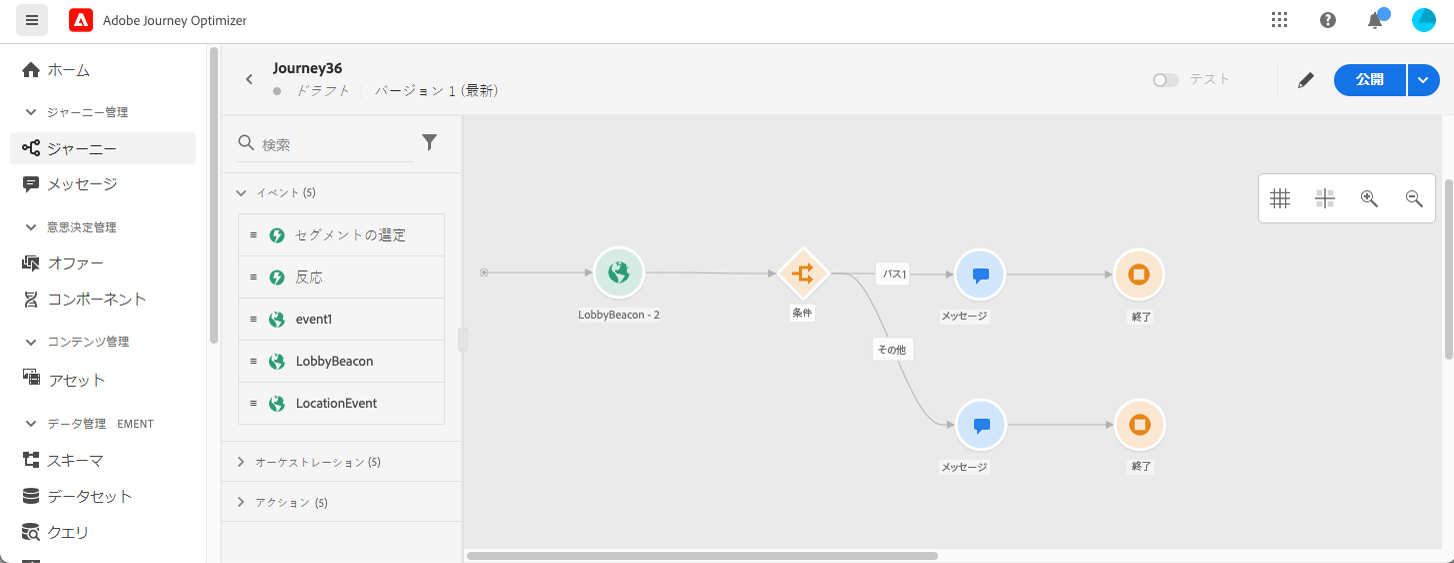 Adobe Journey Optimizer
ホーム
ジャーニー管理
ジャーニー
メッセージ
意思決定管理
オファー
コンポーネント
コンテンツ管理
アセット
データ管理 EMENT
スキーマ
データセット
クエリ
Journey36
ドラフト バージョン 1 (最新)
テスト
公開
検索
イベント (5)
セグメントの選定
反応
event1
LobbyBeacon
LocationEvent
オーケストレーション (5)
アクション (5)
LobbyBeacon - 2
条件
パス1
メッセージ
終了
その他
メッセージ
終了